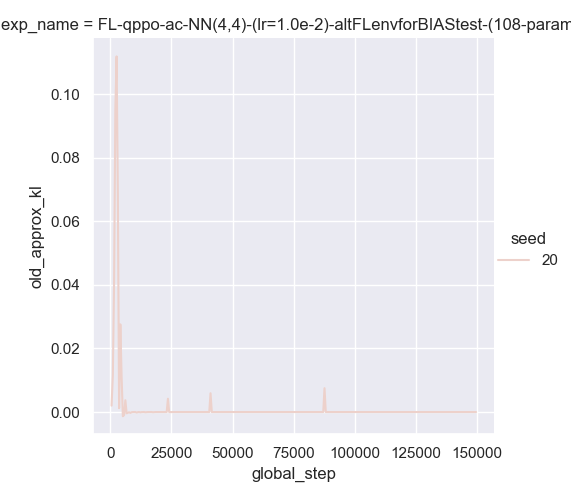 exp_name = FL-qppo-ac-NN(4,4)-(lr=1.0e-2)-altFLenvforBIAStest-(108-param
0.10
0.08
0.06
0.04
0.02
0.00
old_approx_kl
0 25000 50000 75000 100000 125000 150000
global_step
seed
20